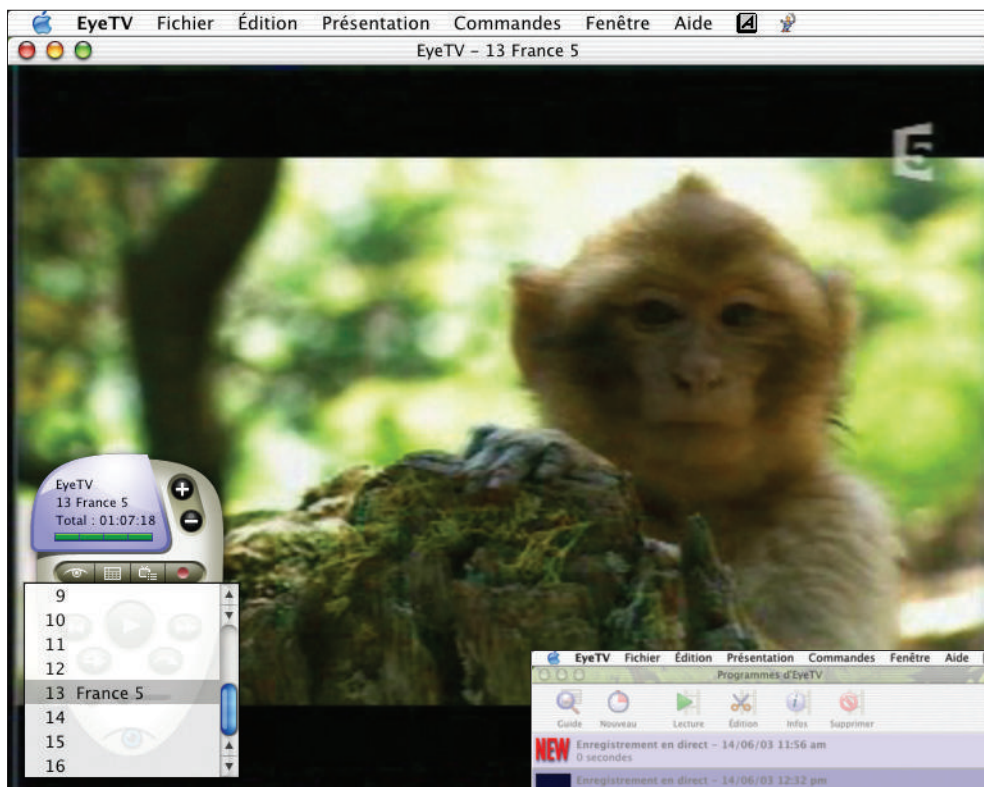 EyeTV Fichier Édition Présentation Commandes Fenêtre Aide
EyeTV – 13 France 5
5
EyeTV
13 France 5
Total : 01:07:18
9
10
11
12
13 France 5
14
15
16
EyeTV Fichier Édition Présentation Commandes Fenêtre Aide
Programmes d'EyeTV
Guide Nouveau Lecture Édition Infos Supprimer
NEW Enregistrement en direct – 14/06/03 11:56 am
0 secondes
Enregistrement en direct – 14/06/03 12:32 pm